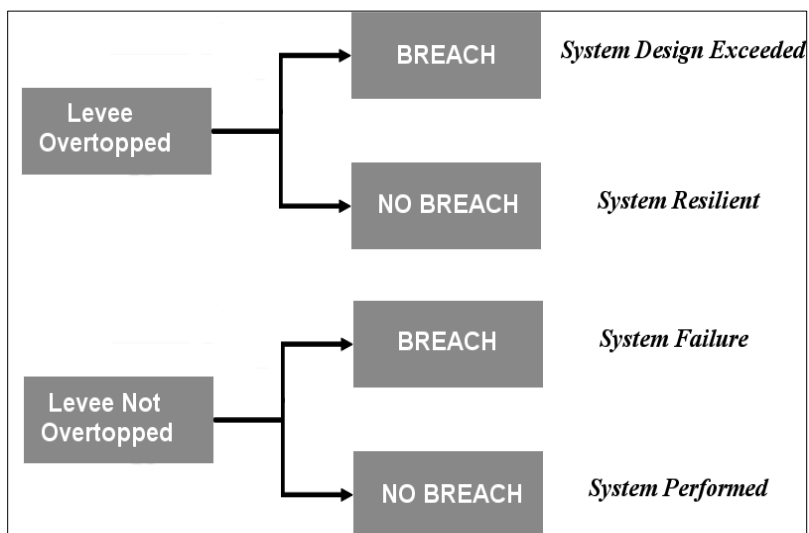 BREACH
System Design Exceeded
Levee
Overtopped
NO BREACH
System Resilient
BREACH
System Failure
Levee Not
Overtopped
NO BREACH
System Performed